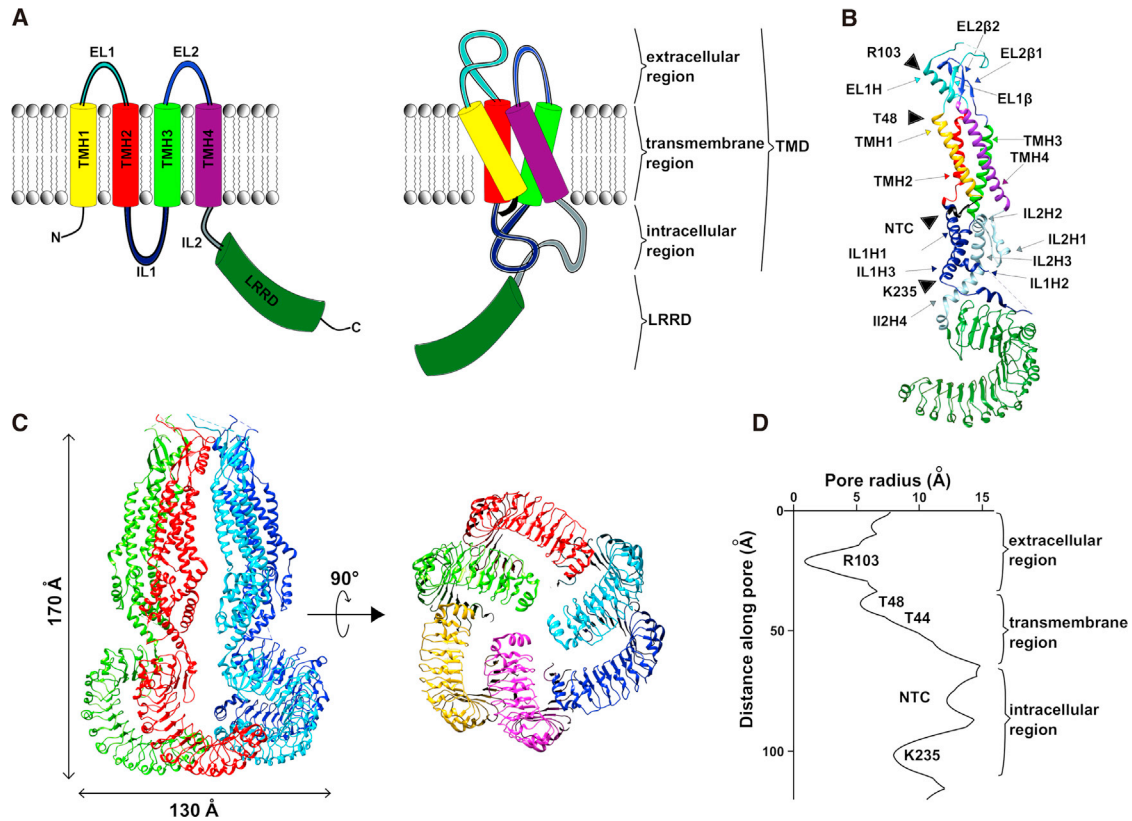 A
EL1
EL2
TMH1
TMH2
TMH3
TMH4
N
IL1
IL2
LRRD
C
extracellular
region
transmembrane
region
TMD
intracellular
region
LRRD
B
EL2β2
R103
EL2β1
EL1H
EL1β
T48
TMH1
TMH3
TMH4
TMH2
NTC
IL2H2
IL1H1
IL2H1
IL2H3
IL1H3
IL1H2
K235
Il2H4
C
170 Å
90°
130 Å
D
Pore radius (Å)
0
5
10
15
Distance along pore (Å)
0
50
100
R103
T48
T44
NTC
K235
extracellular
region
transmembrane
region
intracellular
region